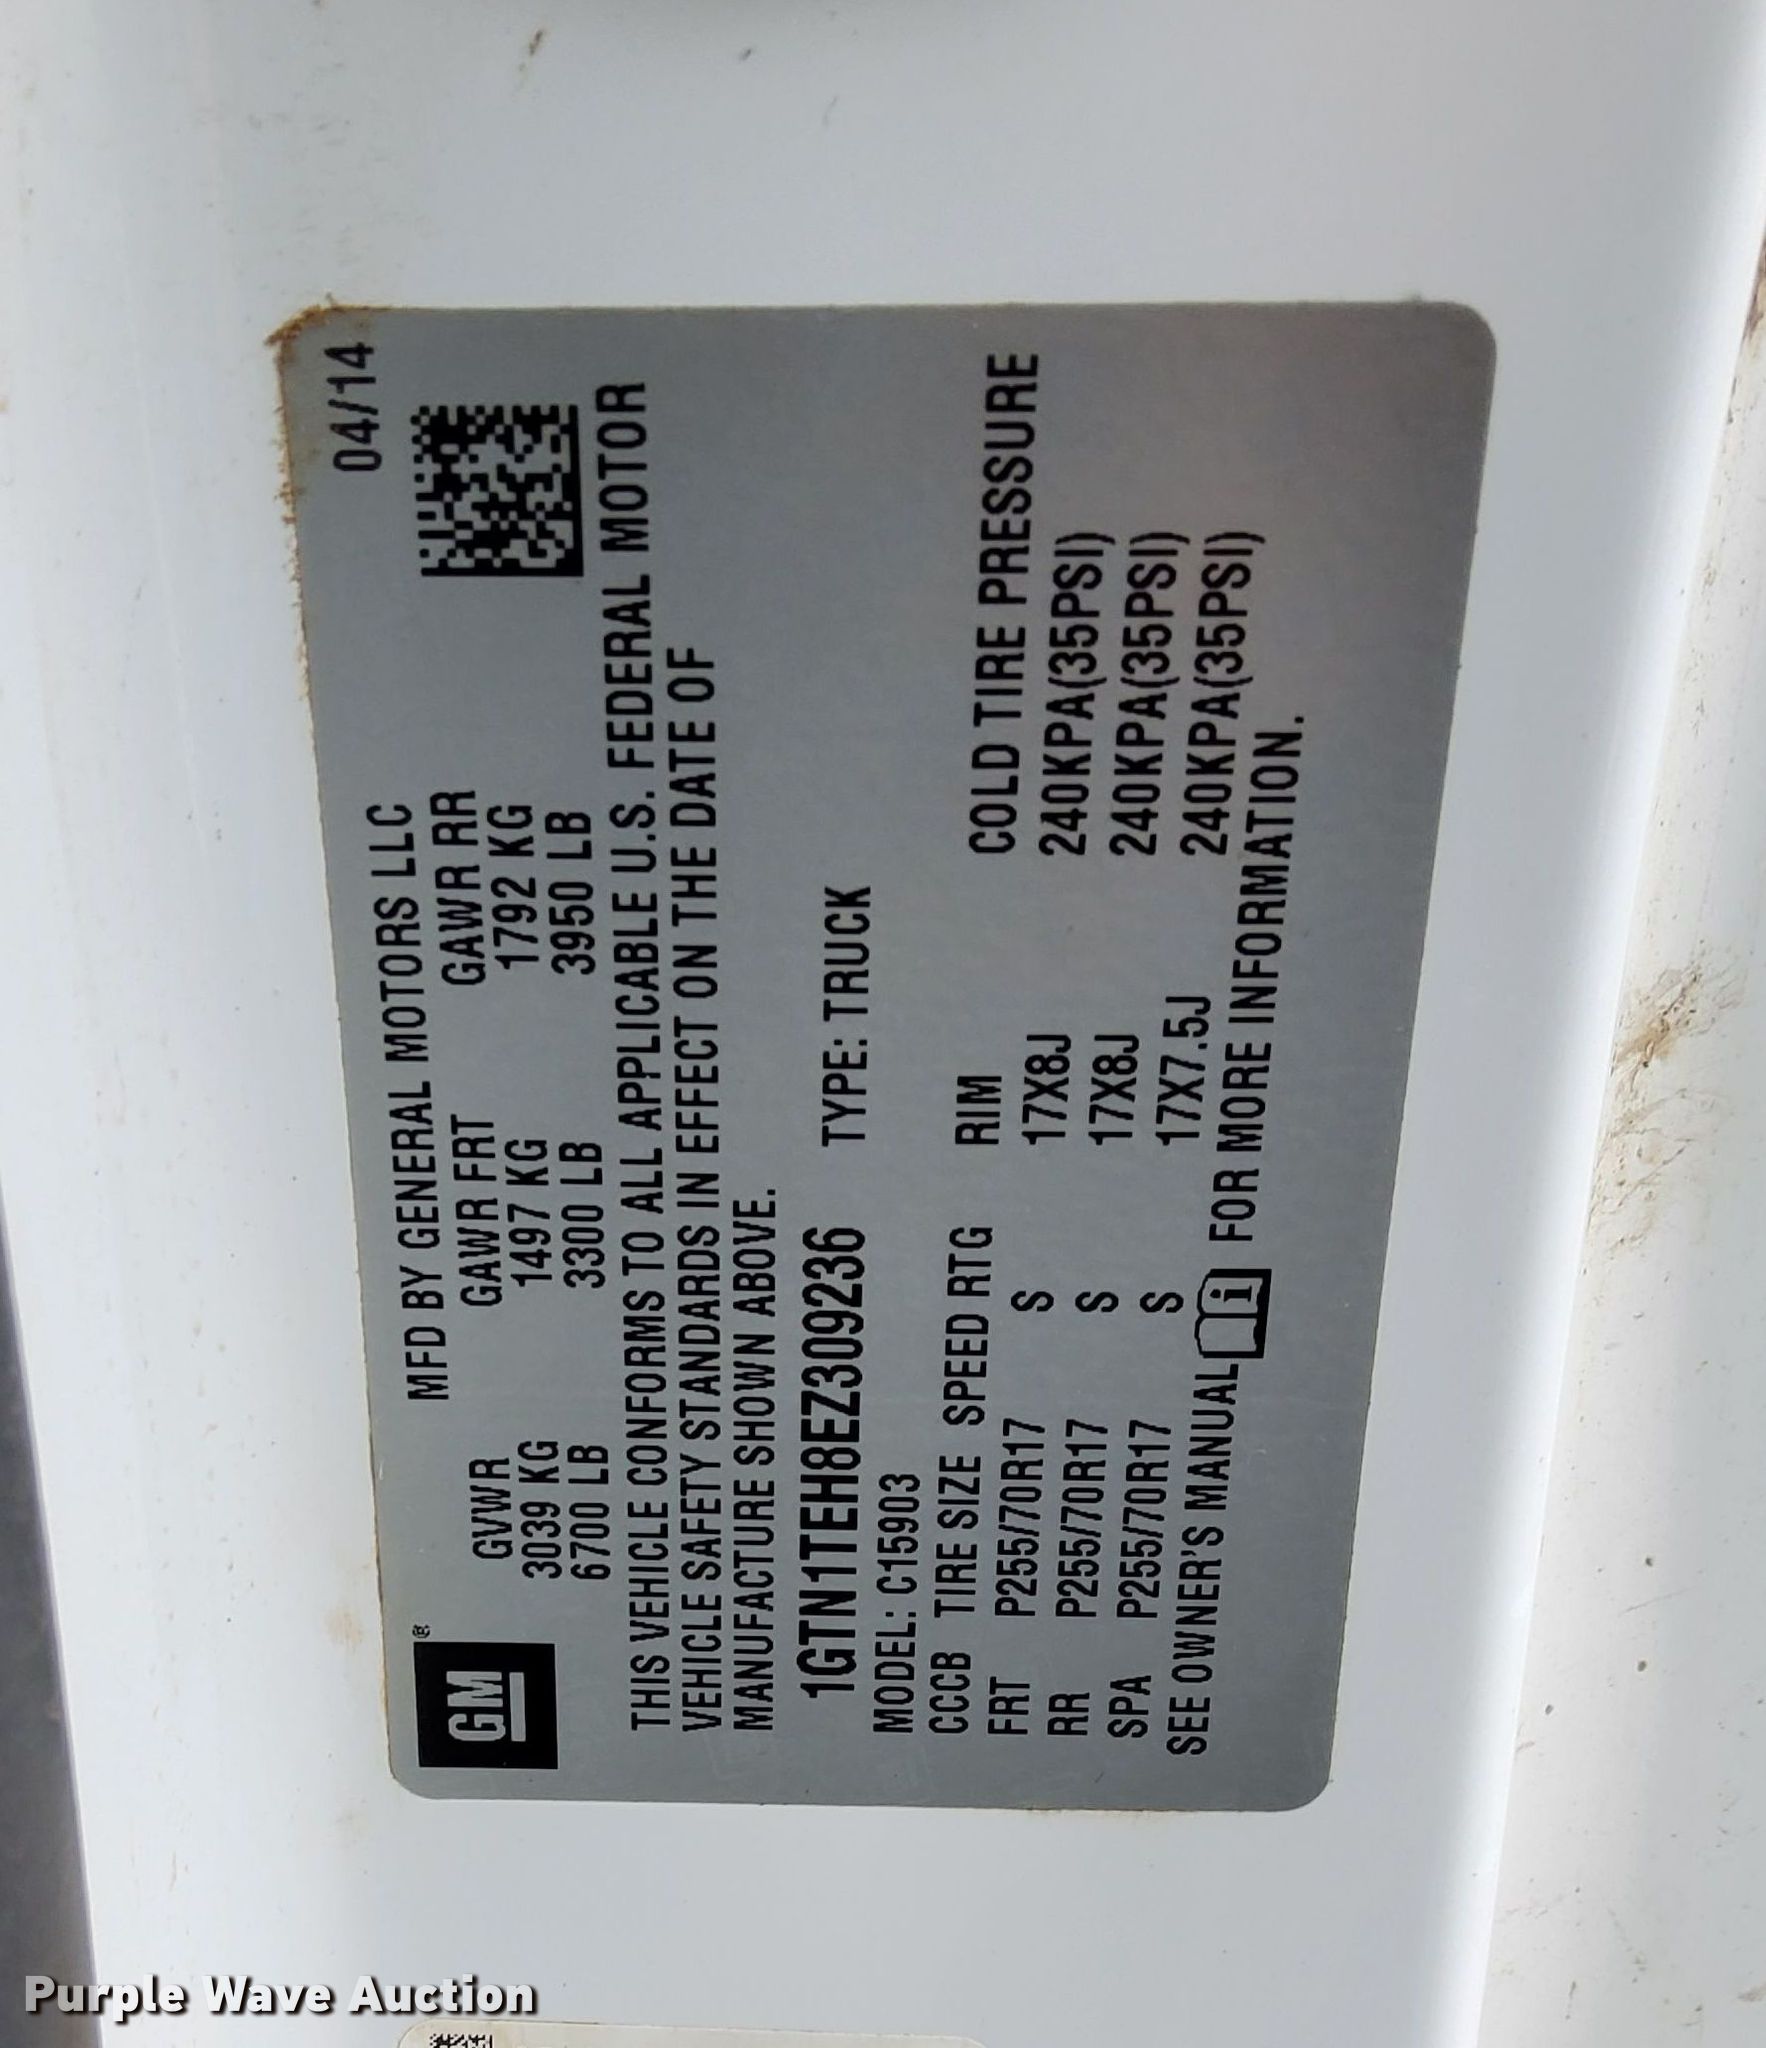 04/14
MFD BY GENERAL MOTORS LLC
GM®
GVWR GAWR FRT GAWR RR
3039 KG 1497 KG 1792 KG
6700 LB 3300 LB 3950 LB
THIS VEHICLE CONFORMS TO ALL APPLICABLE U.S. FEDERAL MOTOR
VEHICLE SAFETY STANDARDS IN EFFECT ON THE DATE OF
MANUFACTURE SHOWN ABOVE.
1GTN1TEH8EZ309236 TYPE: TRUCK
MODEL: C15903
CCCB TIRE SIZE SPEED RTG RIM COLD TIRE PRESSURE
FRT P255/70R17 S 17X8J 240KPA(35PSI)
RR P255/70R17 S 17X8J 240KPA(35PSI)
SPA P255/70R17 S 17X7.5J 240KPA(35PSI)
SEE OWNER'S MANUAL i FOR MORE INFORMATION.
Purple Wave Auction